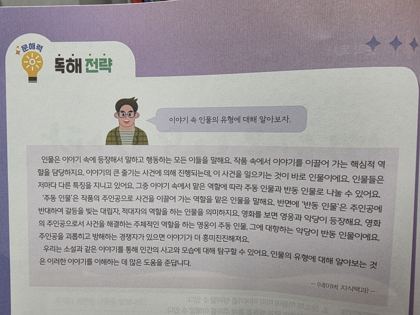 문해력
독해 전략
이야기 속 인물의 유형에 대해 알아보자.
인물은 이야기 속에 등장해서 말하고 행동하는 모든 이들을 말해요. 작품 속에서 이야기를 이끌어 가는 핵심적 역
할을 담당하지요. 이야기의 큰 줄기는 사건에 의해 진행되는데, 이 사건을 일으키는 것이 바로 인물이에요. 인물들은
저마다 다른 특징을 지니고 있어요. 그중 이야기 속에서 맡은 역할에 따라 주동 인물과 반동 인물로 나눌 수 있어요.
'주동 인물'은 작품의 주인공으로 사건을 이끌어 가는 역할을 맡은 인물을 말해요. 반면에 '반동 인물'은 주인공에
반대하여 갈등을 빚는 대립자, 적대자의 역할을 하는 인물을 의미하지요. 영화를 보면 영웅과 악당이 등장해요. 영화
의 주인공으로서 사건을 해결하는 주체적인 역할을 하는 영웅이 주동 인물, 그에 대항하는 악당이 반동 인물이에요.
주인공을 괴롭히고 방해하는 경쟁자가 있으면 이야기가 더 흥미진진해져요.
우리는 소설과 같은 이야기를 통해 인간의 사고와 모습에 대해 탐구할 수 있어요. 인물의 유형에 대해 알아보는 것
은 이러한 이야기를 이해하는 데 많은 도움을 준답니다.